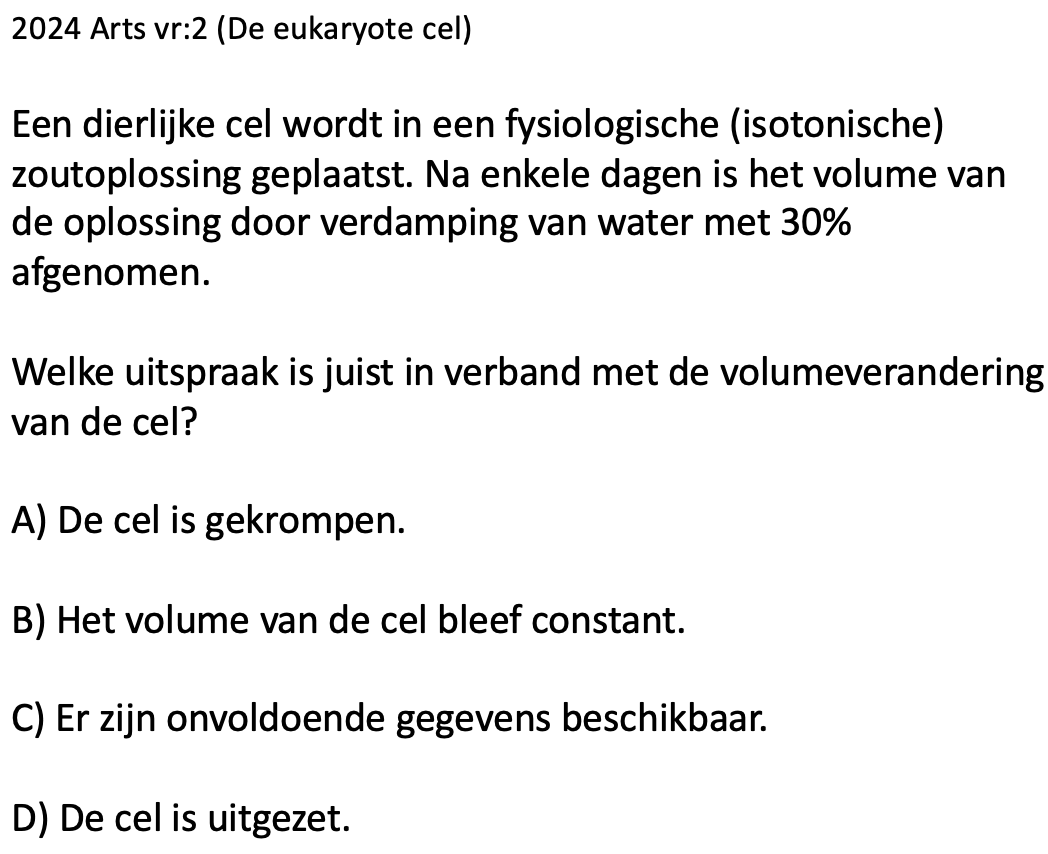 2024 Arts vr:2 (De eukaryote cel)
Een dierlijke cel wordt in een fysiologische (isotonische)
zoutoplossing geplaatst. Na enkele dagen is het volume van
de oplossing door verdamping van water met 30%
afgenomen.
Welke uitspraak is juist in verband met de volumeverandering
van de cel?
A) De cel is gekrompen.
B) Het volume van de cel bleef constant.
C) Er zijn onvoldoende gegevens beschikbaar.
D) De cel is uitgezet.